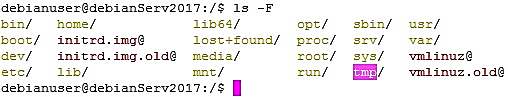 debianuser@debianServ2017:/$ ls -F
bin/ home/ lib64/ opt/ sbin/ usr/
boot/ initrd.img@ lost+found/ proc/ srv/ var/
dev/ initrd.img.old@ media/ root/ sys/ vmlinuz@
etc/ lib/ mnt/ run/ tmp/ vmlinuz.old@
debianuser@debianServ2017:/$